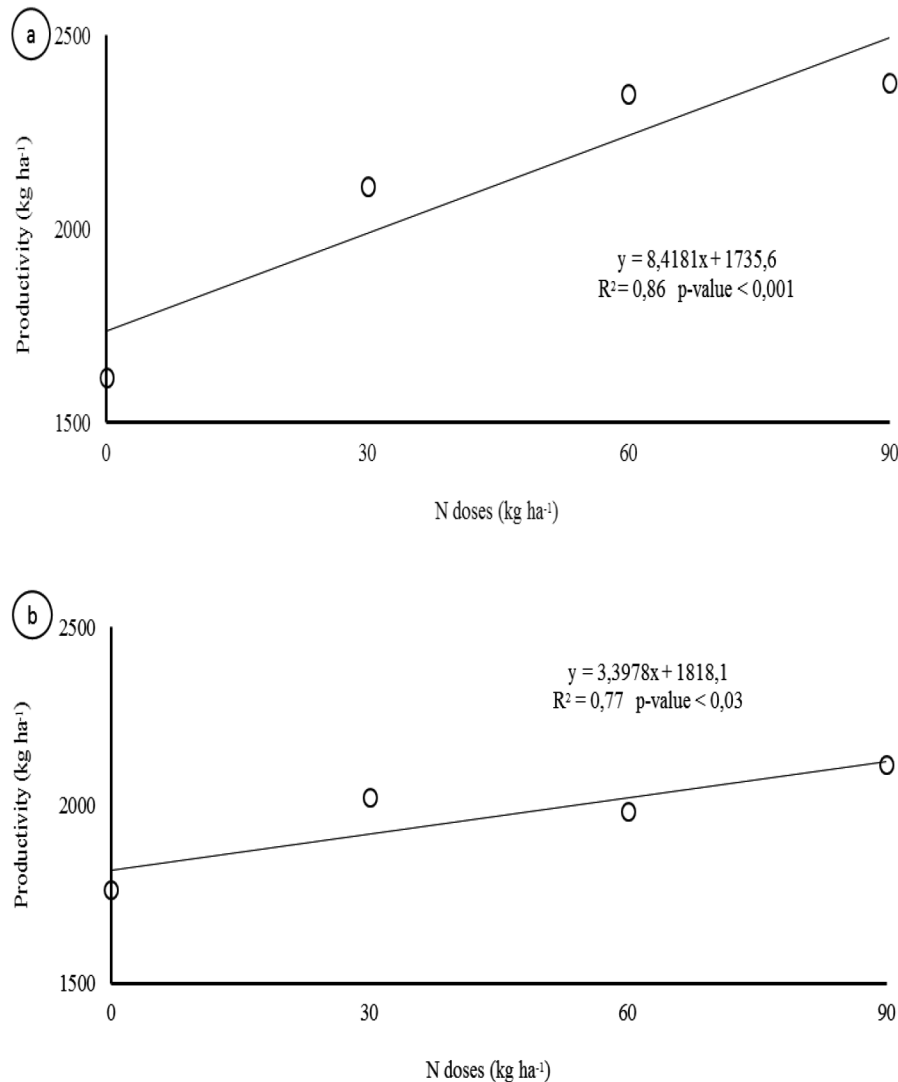 a
2500
2000
1500
Productivity (kg ha⁻¹)
y = 8,4181x + 1735,6
R² = 0,86 p-value < 0,001
0 30 60 90
N doses (kg ha⁻¹)
b
2500
2000
1500
Productivity (kg ha⁻¹)
y = 3,3978x + 1818,1
R² = 0,77 p-value < 0,03
0 30 60 90
N doses (kg ha⁻¹)